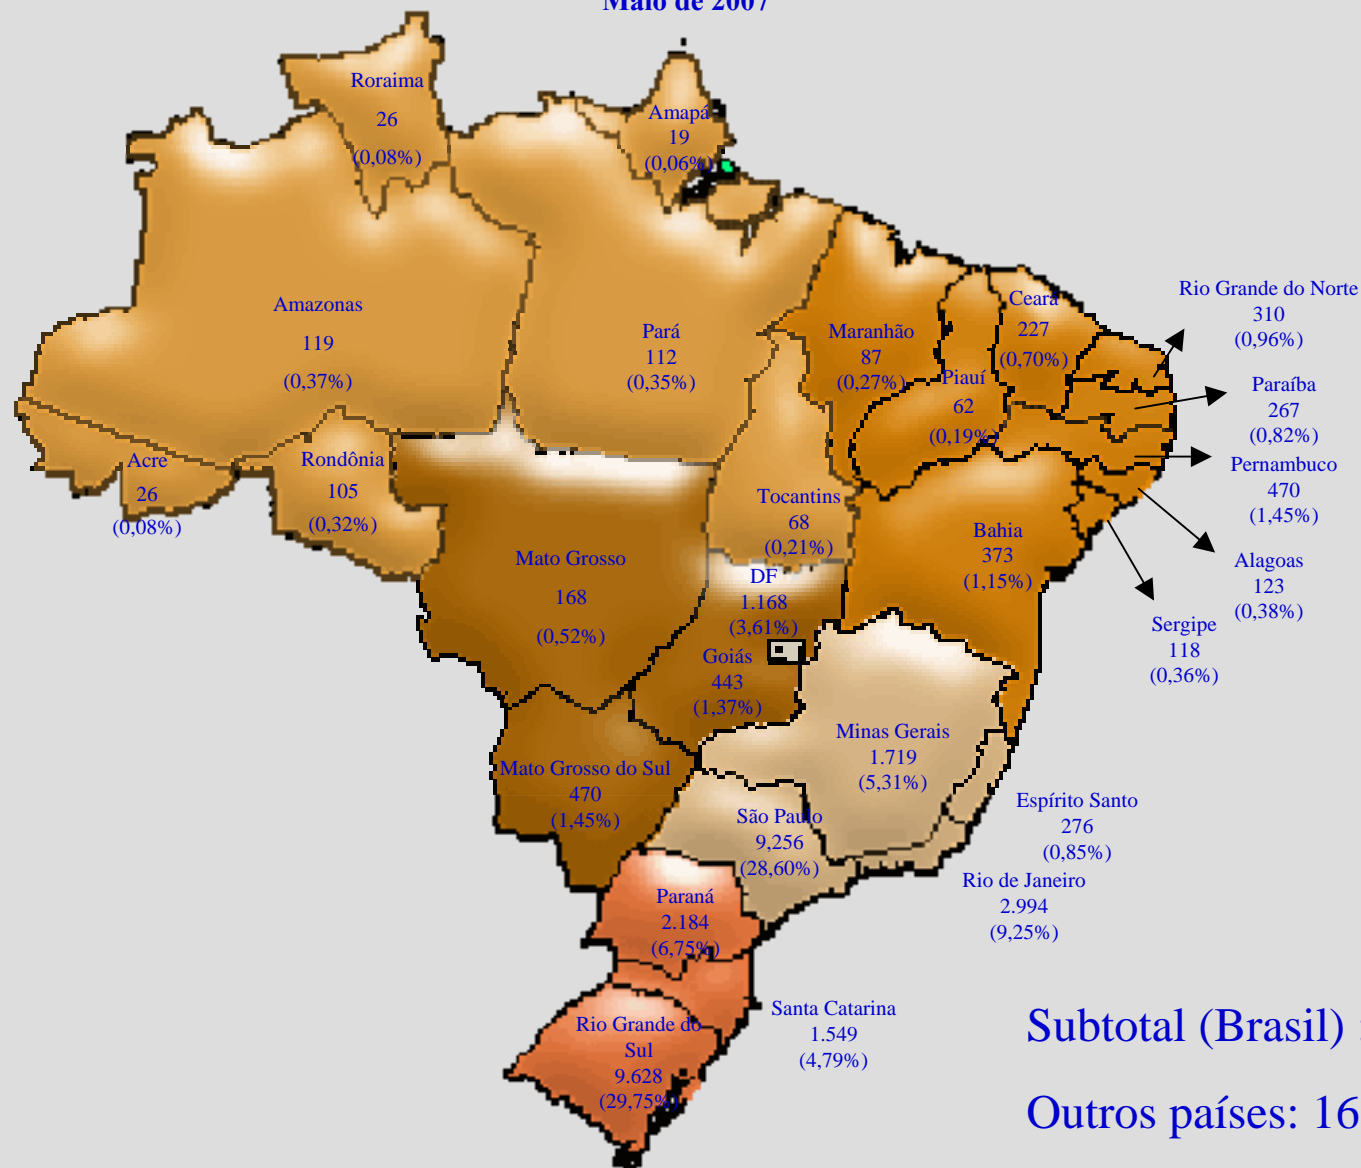 Maio de 2007
Roraima
26
(0,08%)
Amapá
19
(0,06%)
Amazonas
119
(0,37%)
Pará
112
(0,35%)
Maranhão
87
(0,27%)
Ceará
227
(0,70%)
Piauí
62
(0,19%)
Rio Grande do Norte
310
(0,96%)
Paraíba
267
(0,82%)
Pernambuco
470
(1,45%)
Alagoas
123
(0,38%)
Sergipe
118
(0,36%)
Acre
26
(0,08%)
Rondônia
105
(0,32%)
Tocantins
68
(0,21%)
Bahia
373
(1,15%)
Mato Grosso
168
(0,52%)
DF
1.168
(3,61%)
Goiás
443
(1,37%)
Minas Gerais
1.719
(5,31%)
Mato Grosso do Sul
470
(1,45%)
Espírito Santo
276
(0,85%)
São Paulo
9,256
(28,60%)
Rio de Janeiro
2.994
(9,25%)
Paraná
2.184
(6,75%)
Santa Catarina
1.549
(4,79%)
Rio Grande do
Sul
9.628
(29,75%)
Subtotal (Brasil)
Outros países: 16